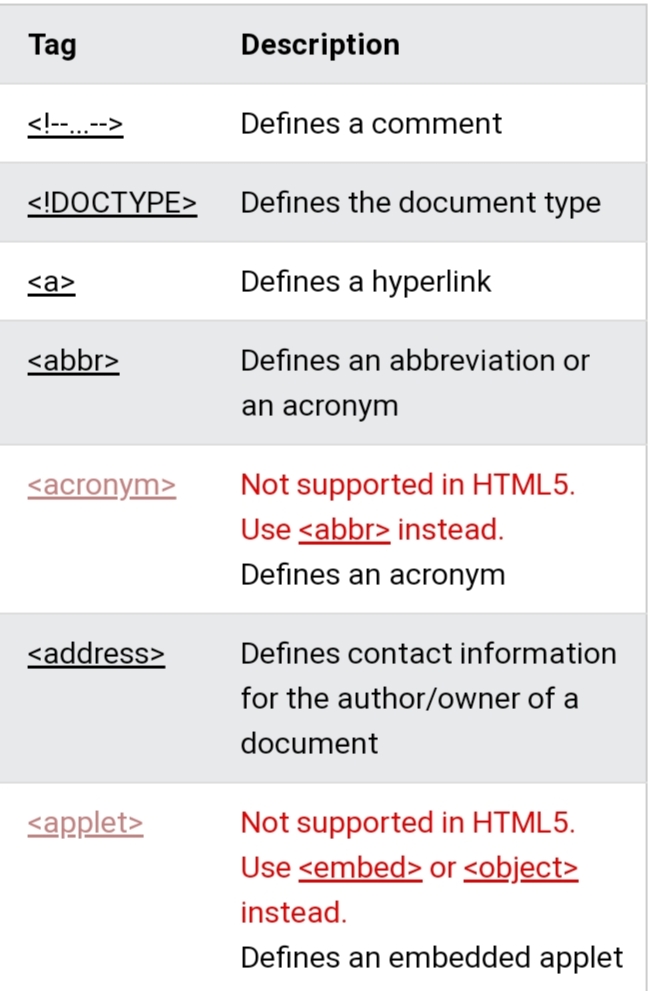 Tag Description
<!--...--> Defines a comment
<!DOCTYPE> Defines the document type
<a> Defines a hyperlink
<abbr> Defines an abbreviation or
an acronym
<acronym> Not supported in HTML5.
Use <abbr> instead.
Defines an acronym
<address> Defines contact information
for the author/owner of a
document
<applet> Not supported in HTML5.
Use <embed> or <object>
instead.
Defines an embedded applet